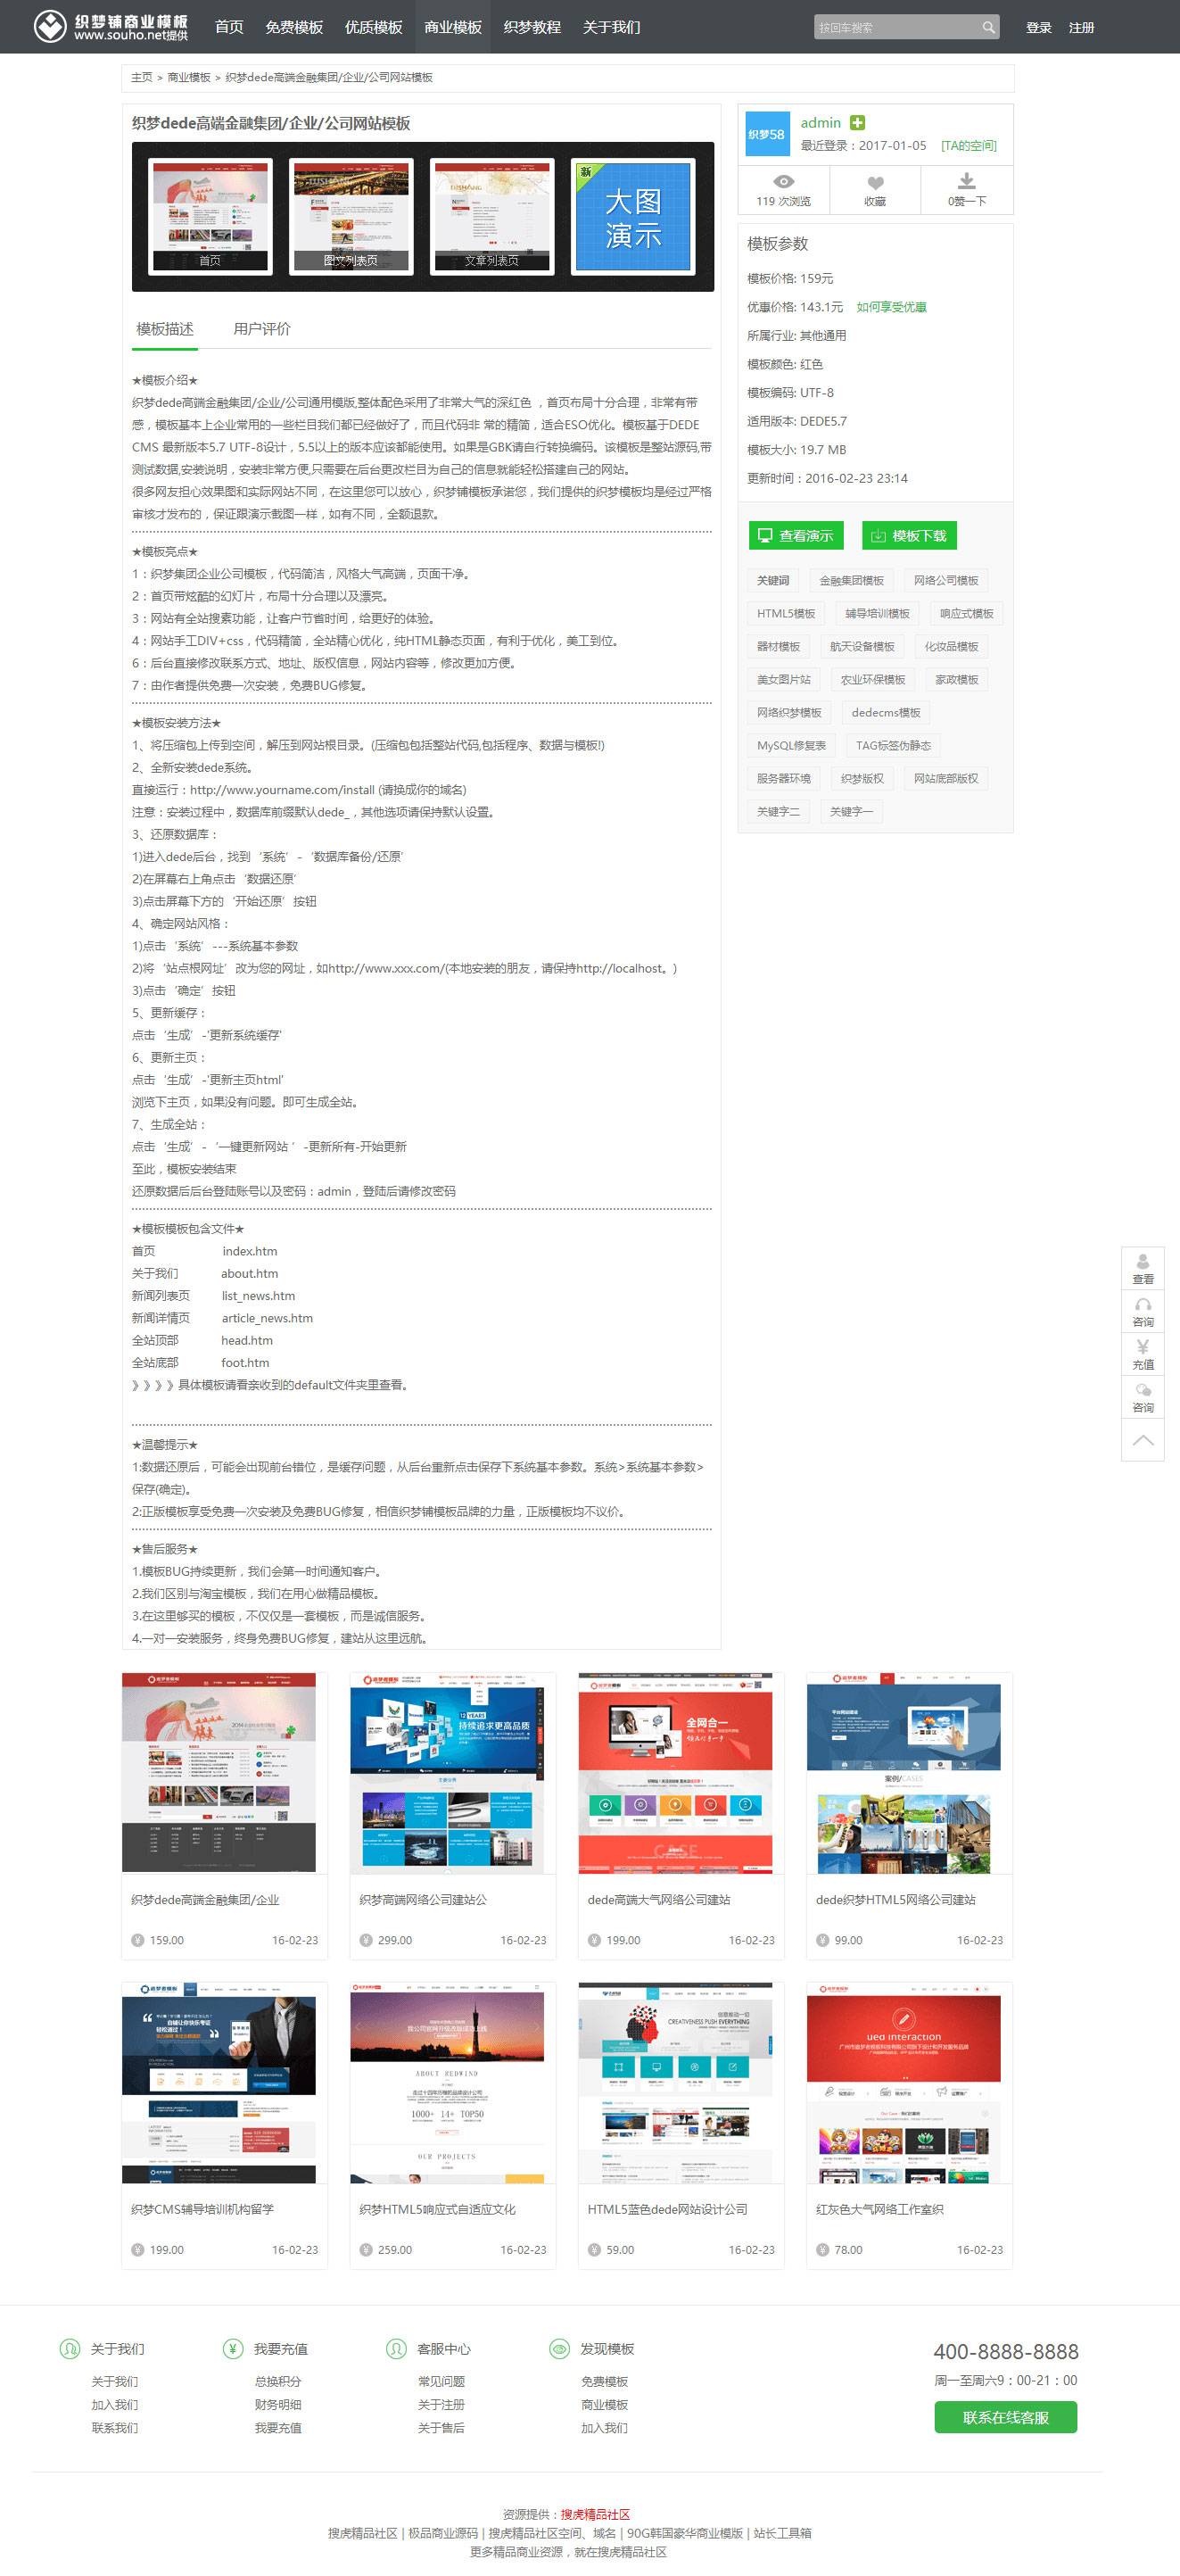 织梦铺商业模板
www.souho.net提供
首页 免费模板 优质模板 商业模板 织梦教程 关于我们
按回车搜索
登录 注册
主页 > 商业模板 > 织梦dede高端金融集团/企业/公司网站模板
织梦dede高端金融集团/企业/公司网站模板
首页
图文列表页
文章列表页
新
大图
演示
模板描述 用户评价
★模板介绍★
织梦dede高端金融集团/企业/公司通用模版,整体配色采用了非常大气的深红色 ，首页布局十分合理，非常有带
感，模板基本上企业常用的一些栏目我们都已经做好了，而且代码非 常的精简，适合ESO优化。模板基于DEDE
CMS 最新版本5.7 UTF-8设计，5.5以上的版本应该都能使用。如果是GBK请自行转换编码。该模板是整站源码,带
测试数据,安装说明，安装非常方便,只需要在后台更改栏目为自己的信息就能轻松搭建自己的网站。
很多网友担心效果图和实际网站不同，在这里您可以放心，织梦铺模板承诺您，我们提供的织梦模板均是经过严格
审核才发布的，保证跟演示截图一样，如有不同，全额退款。
★模板亮点★
1：织梦集团企业公司模板，代码简洁，风格大气高端，页面干净。
2：首页带炫酷的幻灯片，布局十分合理以及漂亮。
3：网站有全站搜素功能，让客户节省时间，给更好的体验。
4：网站手工DIV+css，代码精简，全站精心优化，纯HTML静态页面，有利于优化，美工到位。
6：后台直接修改联系方式、地址、版权信息，网站内容等，修改更加方便。
7：由作者提供免费一次安装，免费BUG修复。
★模板安装方法★
1、将压缩包上传到空间，解压到网站根目录。(压缩包包括整站代码,包括程序、数据与模板!)
2、全新安装dede系统。
直接运行：http://www.yourname.com/install (请换成你的域名)
注意：安装过程中，数据库前缀默认dede_，其他选项请保持默认设置。
3、还原数据库：
1)进入dede后台，找到‘系统’-‘数据库备份/还原’
2)在屏幕右上角点击‘数据还原’
3)点击屏幕下方的‘开始还原’按钮
4、确定网站风格：
1)点击‘系统’---系统基本参数
2)将‘站点根网址’改为您的网址，如http://www.xxx.com/(本地安装的朋友，请保持http://localhost。)
3)点击‘确定’按钮
5、更新缓存：
点击‘生成’-'更新系统缓存'
6、更新主页：
点击‘生成’-'更新主页html'
浏览下主页，如果没有问题。即可生成全站。
7、生成全站：
点击‘生成’-‘一键更新网站 ’-更新所有-开始更新
至此，模板安装结束
还原数据后后台登陆账号以及密码：admin，登陆后请修改密码
★模板模板包含文件★
首页 index.htm
关于我们 about.htm
新闻列表页 list_news.htm
新闻详情页 article_news.htm
全站顶部 head.htm
全站底部 foot.htm
》》》》具体模板请看亲收到的default文件夹里查看。
★温馨提示★
1:数据还原后，可能会出现前台错位，是缓存问题，从后台重新点击保存下系统基本参数。系统>系统基本参数>
保存(确定)。
2:正版模板享受免费一次安装及免费BUG修复，相信织梦铺模板品牌的力量，正版模板均不议价。
★售后服务★
1.模板BUG持续更新，我们会第一时间通知客户。
2.我们区别与淘宝模板，我们在用心做精品模板。
3.在这里够买的模板，不仅仅是一套模板，而是诚信服务。
4.一对一安装服务，终身免费BUG修复，建站从这里远航。
织梦58
admin
最近登录：2017-01-05 [TA的空间]
119 次浏览
收藏
0赞一下
模板参数
模板价格: 159元
优惠价格: 143.1元 如何享受优惠
所属行业: 其他通用
模板颜色: 红色
模板编码: UTF-8
适用版本: DEDE5.7
模板大小: 19.7 MB
更新时间：2016-02-23 23:14
查看演示 模板下载
关键词 金融集团模板 网络公司模板
HTML5模板 辅导培训模板 响应式模板
器材模板 航天设备模板 化妆品模板
美女图片站 农业环保模板 家政模板
网络织梦模板 dedecms模板
MySQL修复表 TAG标签伪静态
服务器环境 织梦版权 网站底部版权
关键字二 关键字一
查看
咨询
充值
咨询
12 YEARS
持续追求更高品质
全网合一
CASE
案例/CASES
织梦dede高端金融集团/企业
¥ 159.00 16-02-23
织梦高端网络公司建站公
¥ 299.00 16-02-23
dede高端大气网络公司建站
¥ 199.00 16-02-23
dede织梦HTML5网络公司建站
¥ 99.00 16-02-23
ABOUT REDWIND
1000+ 14+ TOP50
OUR PROJECTS
CREATIVENESS PUSH EVERYTHING
ued interaction
织梦CMS辅导培训机构留学
¥ 199.00 16-02-23
织梦HTML5响应式自适应文化
¥ 259.00 16-02-23
HTML5蓝色dede网站设计公司
¥ 59.00 16-02-23
红灰色大气网络工作室织
¥ 78.00 16-02-23
关于我们
关于我们
加入我们
联系我们
我要充值
总换积分
财务明细
我要充值
客服中心
常见问题
关于注册
关于售后
发现模板
免费模板
商业模板
加入我们
400-8888-8888
周一至周六9：00-21：00
联系在线客服
资源提供：搜虎精品社区
搜虎精品社区 | 极品商业源码 | 搜虎精品社区空间、域名 | 90G韩国豪华商业模版 | 站长工具箱
更多精品商业资源，就在搜虎精品社区